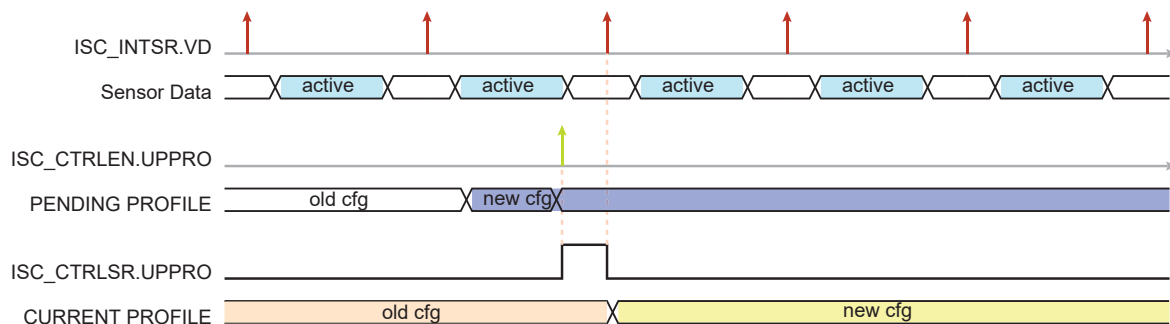 ISC_INTSR.VD
Sensor Data active active active active active
ISC_CTRLEN.UPPRO
PENDING PROFILE old cfg new cfg
ISC_CTRLSR.UPPRO
CURRENT PROFILE old cfg new cfg